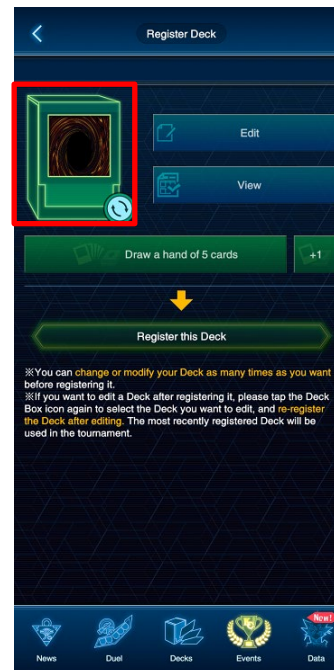 Register Deck
Edit
View
Draw a hand of 5 cards
+1
Register this Deck
※You can change or modify your Deck as many times as you want
before registering it.
※If you want to edit a Deck after registering it, please tap the Deck
Box icon again to select the Deck you want to edit, and re-register
the Deck after editing. The most recently registered Deck will be
used in the tournament.
New!
News Duel Decks Events Data